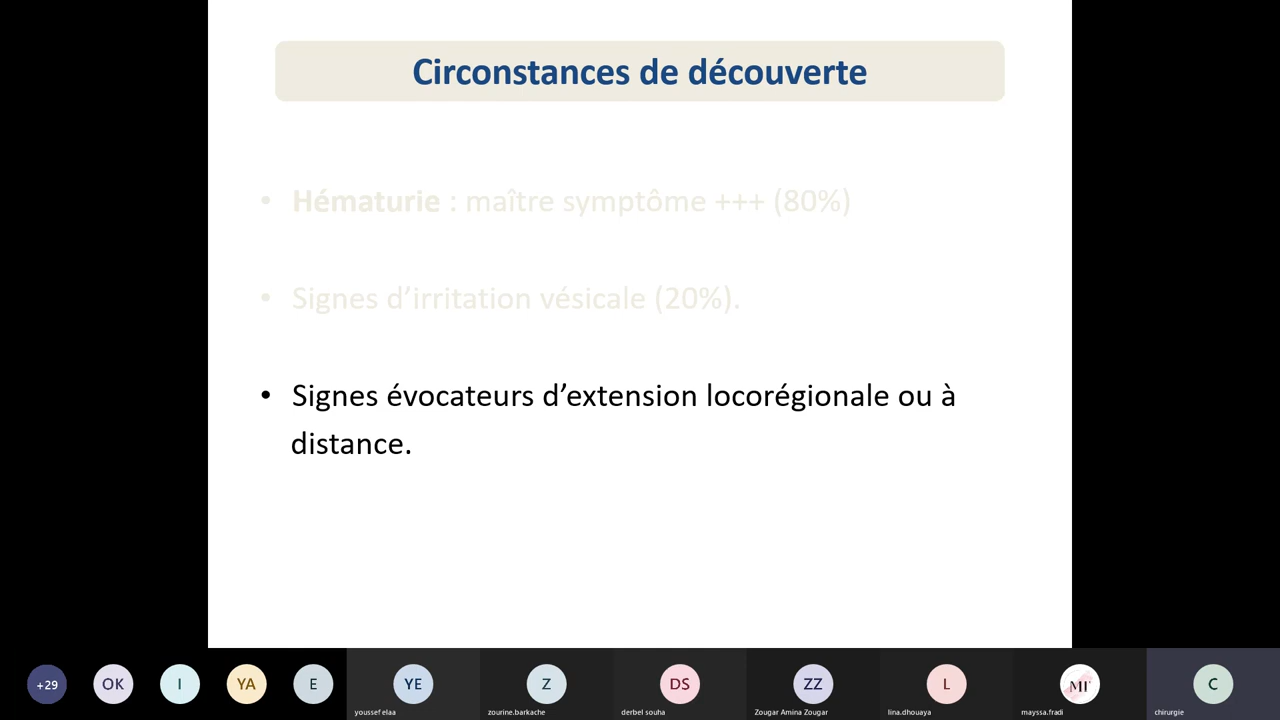 Circonstances de découverte
• Hématurie : maître symptôme +++ (80%)
• Signes d’irritation vésicale (20%).
• Signes évocateurs d’extension locorégionale ou à
distance.
+29
OK
I
YA
E
YE
Z
DS
ZZ
L
MF
C
youssef elaa
zourine.barkache
derbel souha
Zougar Amina Zougar
lina.dhouaya
mayssa.fradi
chirurgie